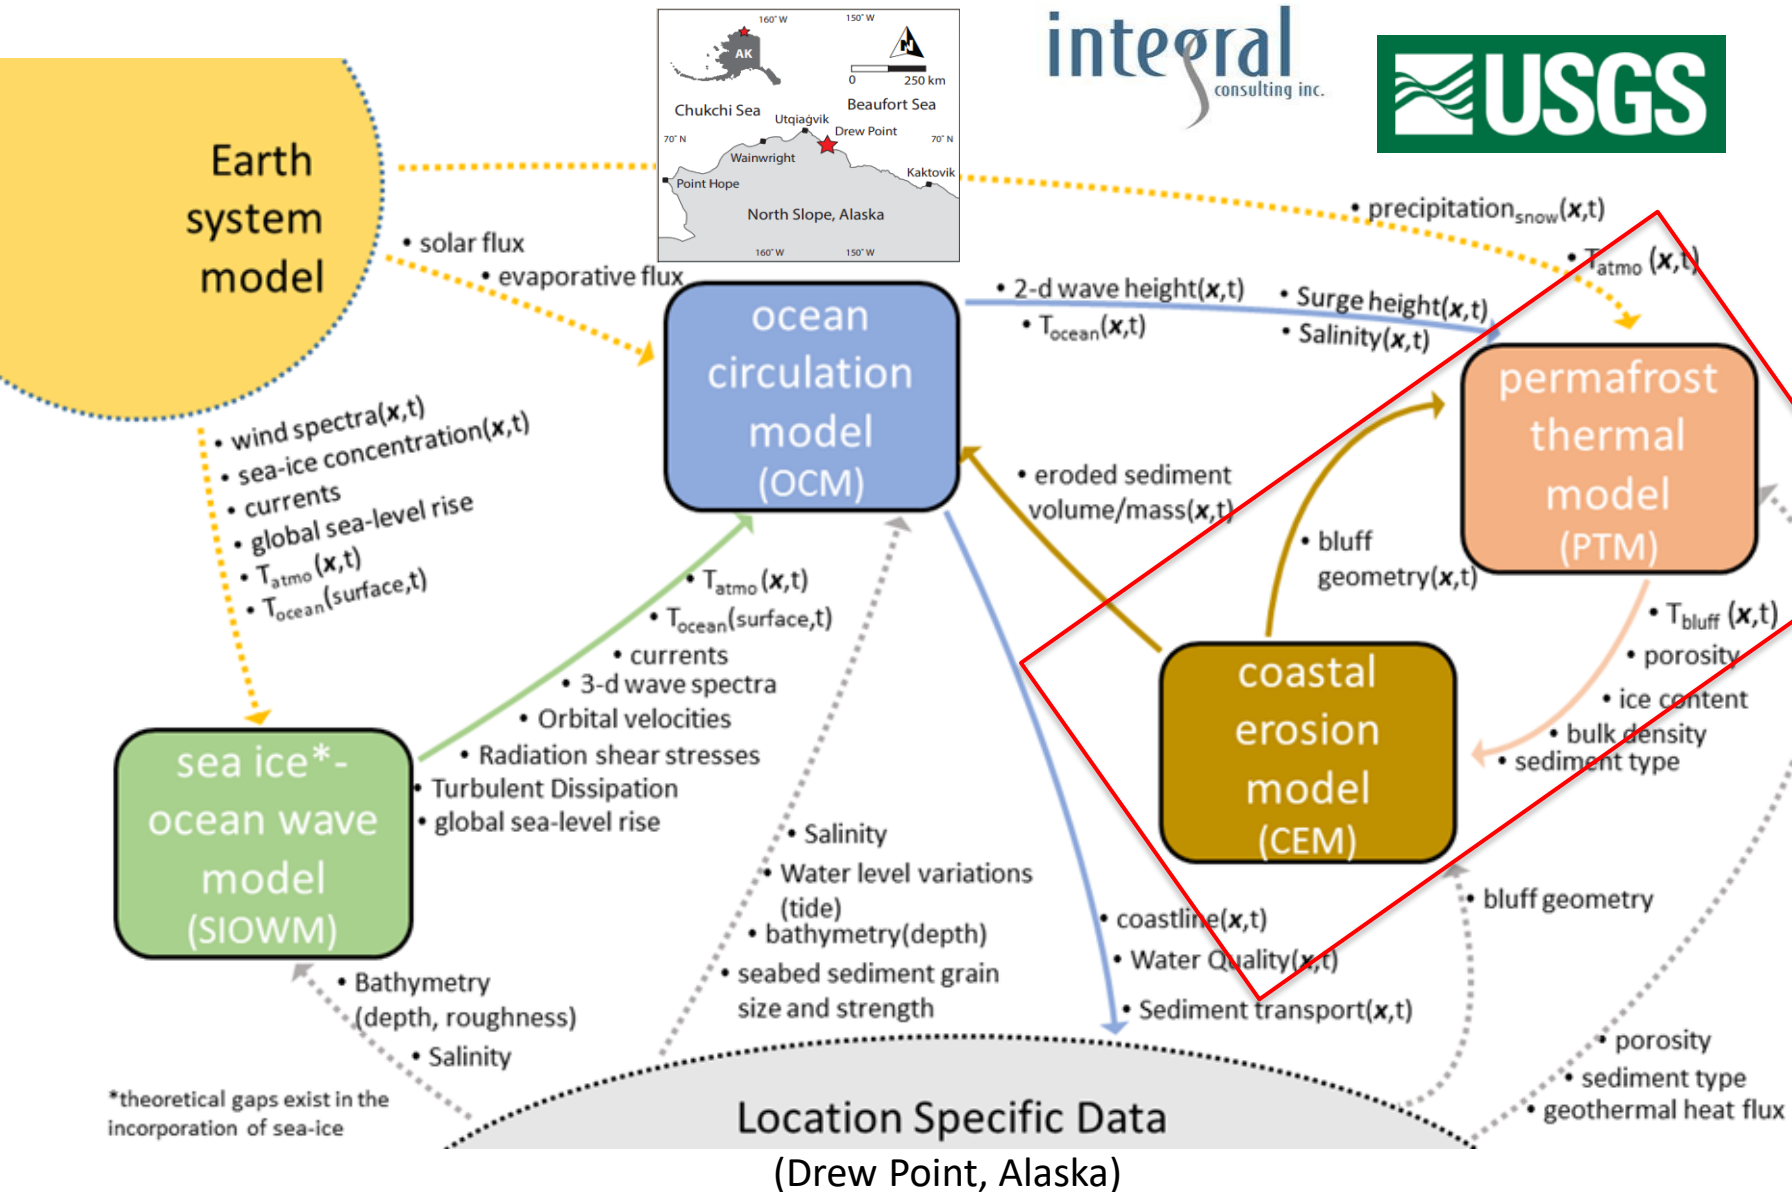 160° W
150° W
AK
N
0
250 km
Chukchi Sea
Beaufort Sea
Utqiaġvik
Drew Point
70° N
70° N
Wainwright
Kaktovik
Point Hope
North Slope, Alaska
160° W
150° W
integral
consulting inc.
USGS
Earth
system
model
• solar flux
• evaporative flux
• precipitation_snow(x,t)
• T_atmo (x,t)
ocean
circulation
model
(OCM)
• 2-d wave height(x,t)
• T_ocean(x,t)
• Surge height(x,t)
• Salinity(x,t)
permafrost
thermal
model
(PTM)
• wind spectra(x,t)
• sea-ice concentration(x,t)
• currents
• global sea-level rise
• T_atmo (x,t)
• T_ocean(surface,t)
• eroded sediment
volume/mass(x,t)
• bluff
geometry(x,t)
• T_atmo (x,t)
• T_ocean(surface,t)
• currents
• 3-d wave spectra
• Orbital velocities
• Radiation shear stresses
• Turbulent Dissipation
• global sea-level rise
• T_bluff (x,t)
• porosity
• ice content
• bulk density
• sediment type
coastal
erosion
model
(CEM)
sea ice*-
ocean wave
model
(SIOWM)
• Salinity
• Water level variations
(tide)
• bathymetry(depth)
• seabed sediment grain
size and strength
• coastline(x,t)
• Water Quality(x,t)
• Sediment transport(x,t)
• bluff geometry
• Bathymetry
(depth, roughness)
• Salinity
• porosity
• sediment type
• geothermal heat flux
*theoretical gaps exist in the
incorporation of sea-ice
Location Specific Data
(Drew Point, Alaska)